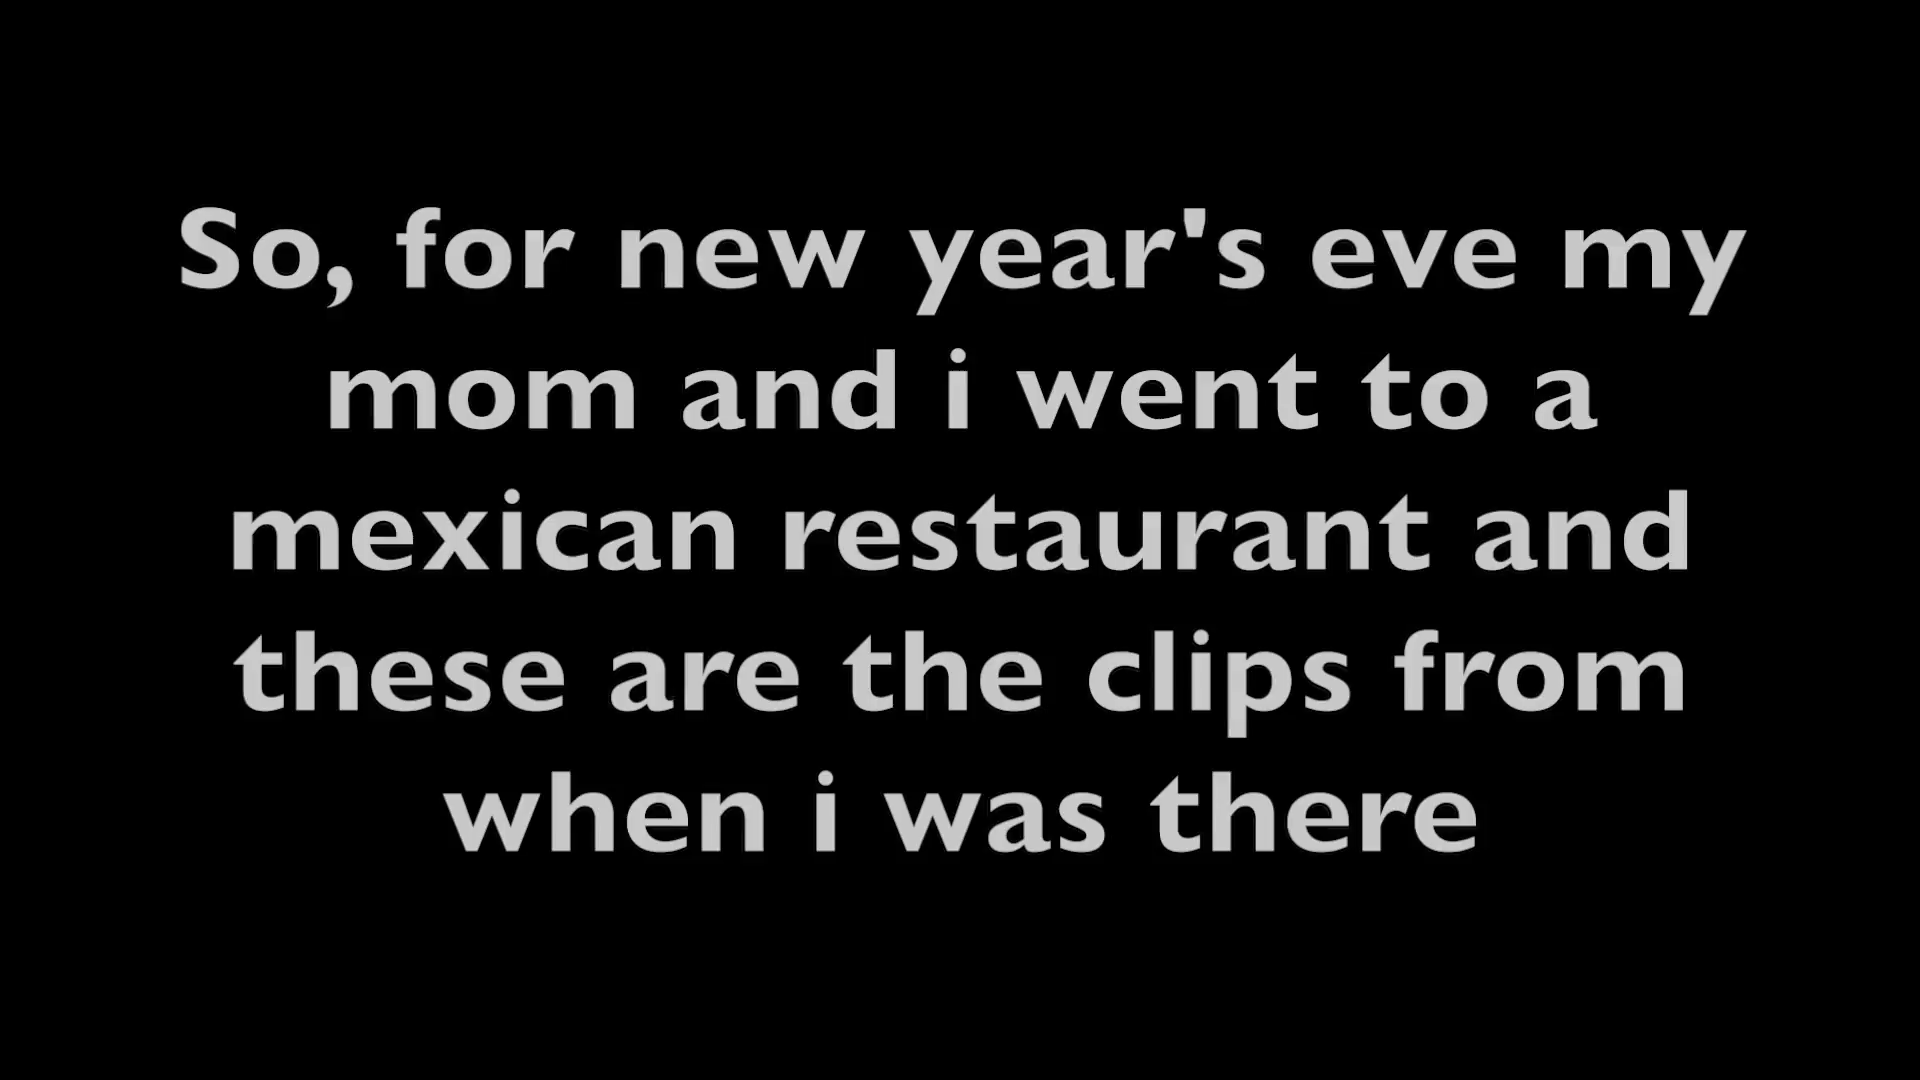 So, for new year's eve my
mom and i went to a
mexican restaurant and
these are the clips from
when i was there